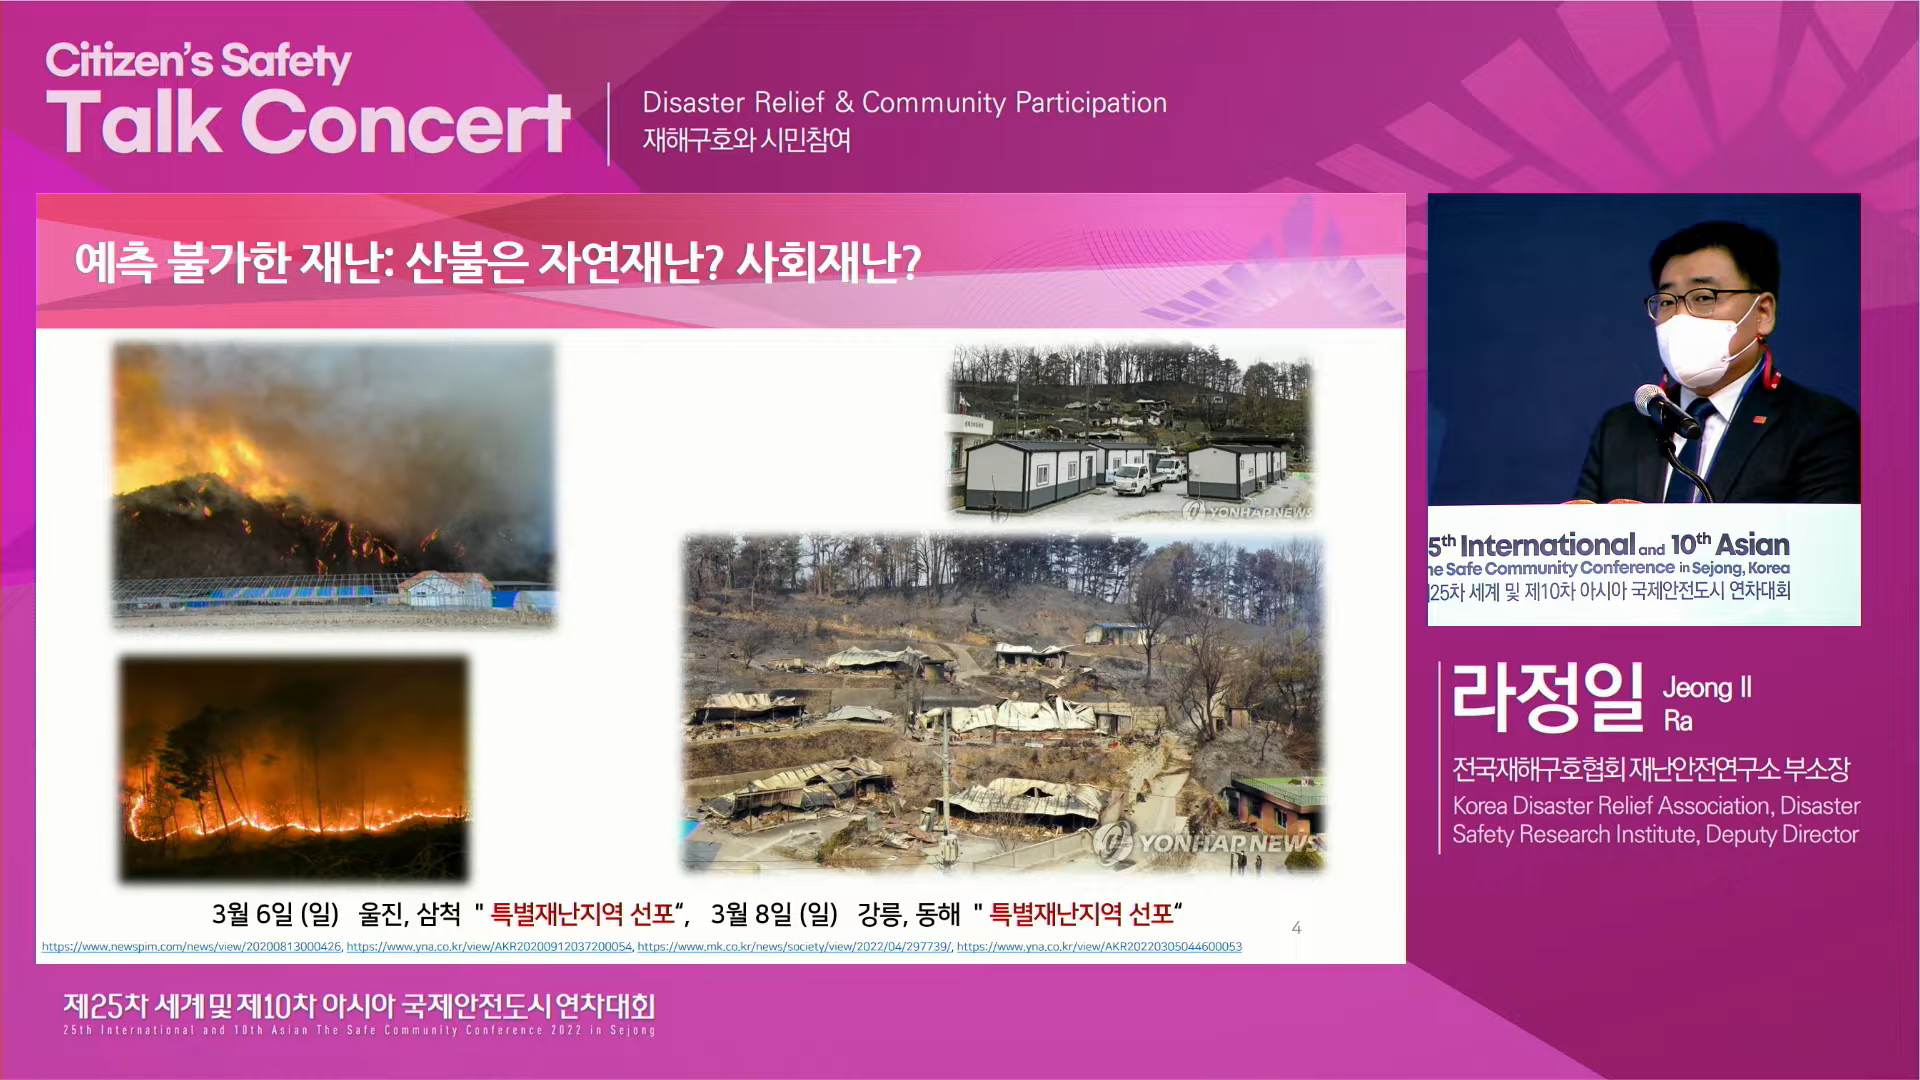 Citizen's Safety
Talk Concert
Disaster Relief & Community Participation
재해구호와 시민참여
예측 불가한 재난: 산불은 자연재난? 사회재난?
YONHAPNEWS
YONHAPNEWS
3월 6일 (일) 울진, 삼척 " 특별재난지역 선포“, 3월 8일 (일) 강릉, 동해 " 특별재난지역 선포“
4
https://www.newspim.com/news/view/20200813000426, https://www.yna.co.kr/view/AKR20200912037200054, https://www.mk.co.kr/news/society/view/2022/04/297739/, https://www.yna.co.kr/view/AKR20220305044600053
5th International and 10th Asian
he Safe Community Conference in Sejong, Korea
25차 세계 및 제10차 아시아 국제안전도시 연차대회
라정일 Jeong Il
Ra
전국재해구호협회 재난안전연구소 부소장
Korea Disaster Relief Association, Disaster
Safety Research Institute, Deputy Director
제25차 세계 및 제10차 아시아 국제안전도시 연차대회
25th International and 10th Asian The Safe Community Conference 2022 in Sejong